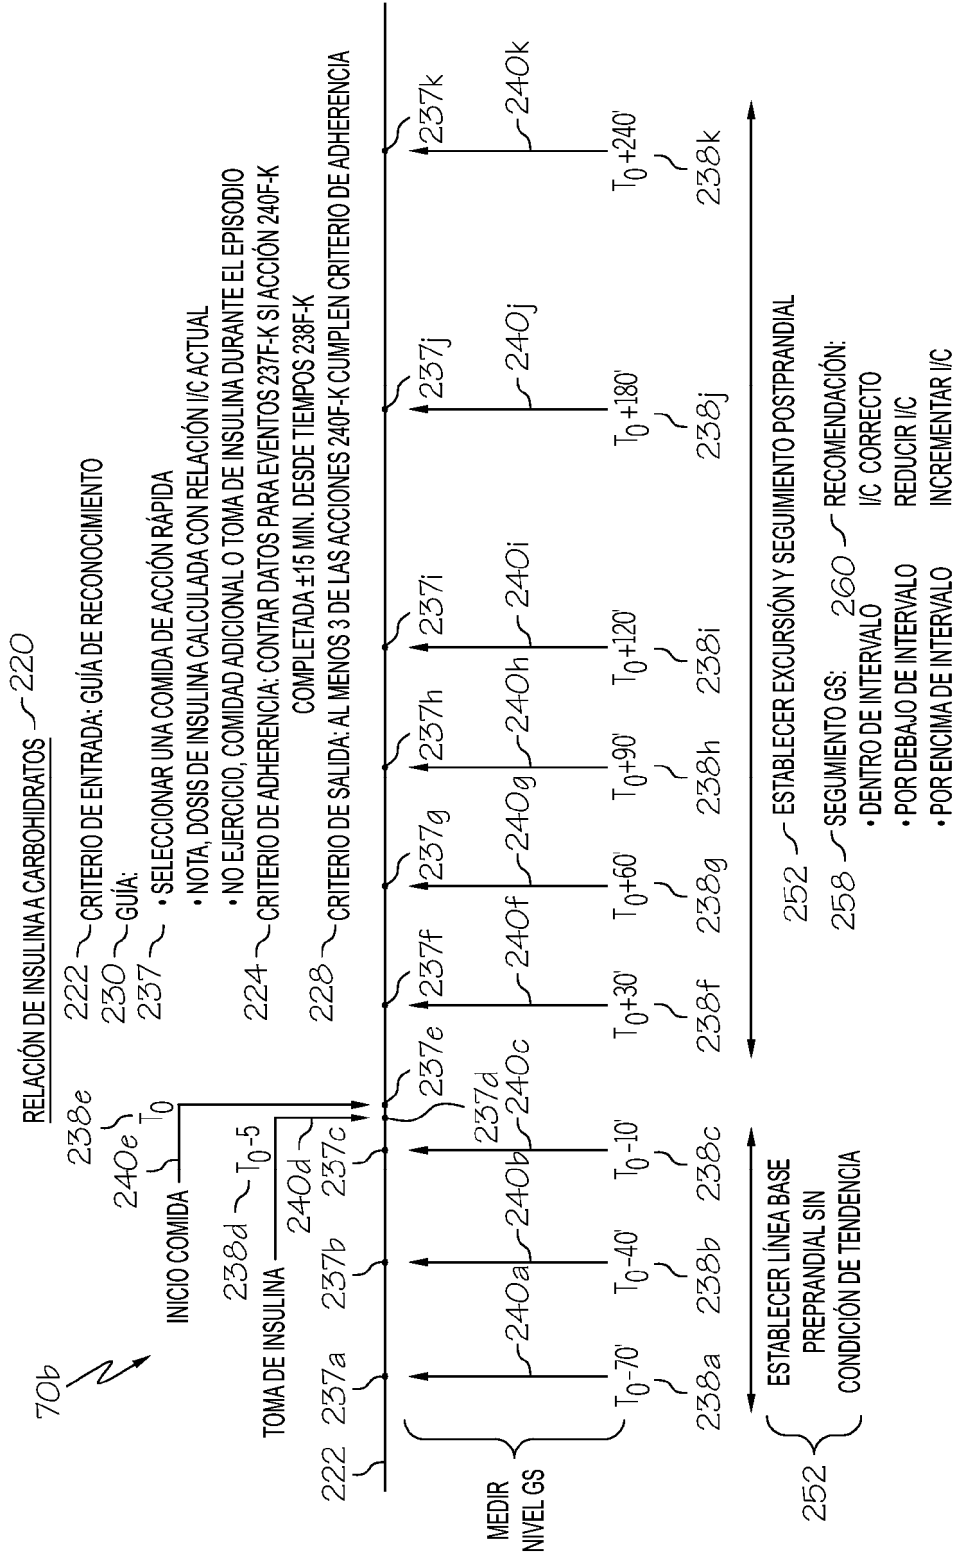 RELACIÓN DE INSULINA A CARBOHIDRATOS 220
70b
222 CRITERIO DE ENTRADA: GUÍA DE RECONOCIMIENTO
230 GUÍA:
237 • SELECCIONAR UNA COMIDA DE ACCIÓN RÁPIDA
• NOTA, DOSIS DE INSULINA CALCULADA CON RELACIÓN I/C ACTUAL
• NO EJERCICIO, COMIDAD ADICIONAL O TOMA DE INSULINA DURANTE EL EPISODIO
224 CRITERIO DE ADHERENCIA: CONTAR DATOS PARA EVENTOS 237F-K SI ACCIÓN 240F-K
COMPLETADA ±15 MIN. DESDE TIEMPOS 238F-K
228 CRITERIO DE SALIDA: AL MENOS 3 DE LAS ACCIONES 240F-K CUMPLEN CRITERIO DE ADHERENCIA
238e
240e T0
INICIO COMIDA
238d T0-5
240d
TOMA DE INSULINA
222 237a 237b 237c 237d 237e 237f 237g 237h 237i 237j 237k
MEDIR
NIVEL GS
240a 240b 240c 240f 240g 240h 240i 240j 240k
T0-70' T0-40' T0-10' T0+30' T0+60' T0+90' T0+120' T0+180' T0+240'
238a 238b 238c 238f 238g 238h 238i 238j 238k
252
ESTABLECER LÍNEA BASE
PREPRANDIAL SIN
CONDICIÓN DE TENDENCIA
252 ESTABLECER EXCURSIÓN Y SEGUIMIENTO POSTPRANDIAL
258 SEGUMIENTO GS: 260 RECOMENDACIÓN:
• DENTRO DE INTERVALO I/C CORRECTO
• POR DEBAJO DE INTERVALO REDUCIR I/C
• POR ENCIMA DE INTERVALO INCREMENTAR I/C